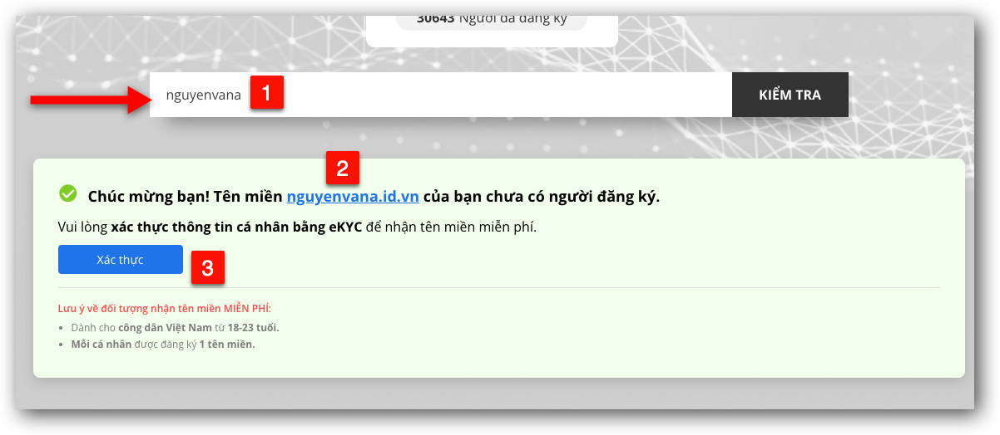 30643 Người đã đăng ký
nguyenvana 1
KIỂM TRA
2
Chúc mừng bạn! Tên miền nguyenvana.id.vn của bạn chưa có người đăng ký.
Vui lòng xác thực thông tin cá nhân bằng eKYC để nhận tên miền miễn phí.
Xác thực
3
Lưu ý về đối tượng nhận tên miền MIỄN PHÍ:
• Dành cho công dân Việt Nam từ 18-23 tuổi.
• Mỗi cá nhân được đăng ký 1 tên miền.